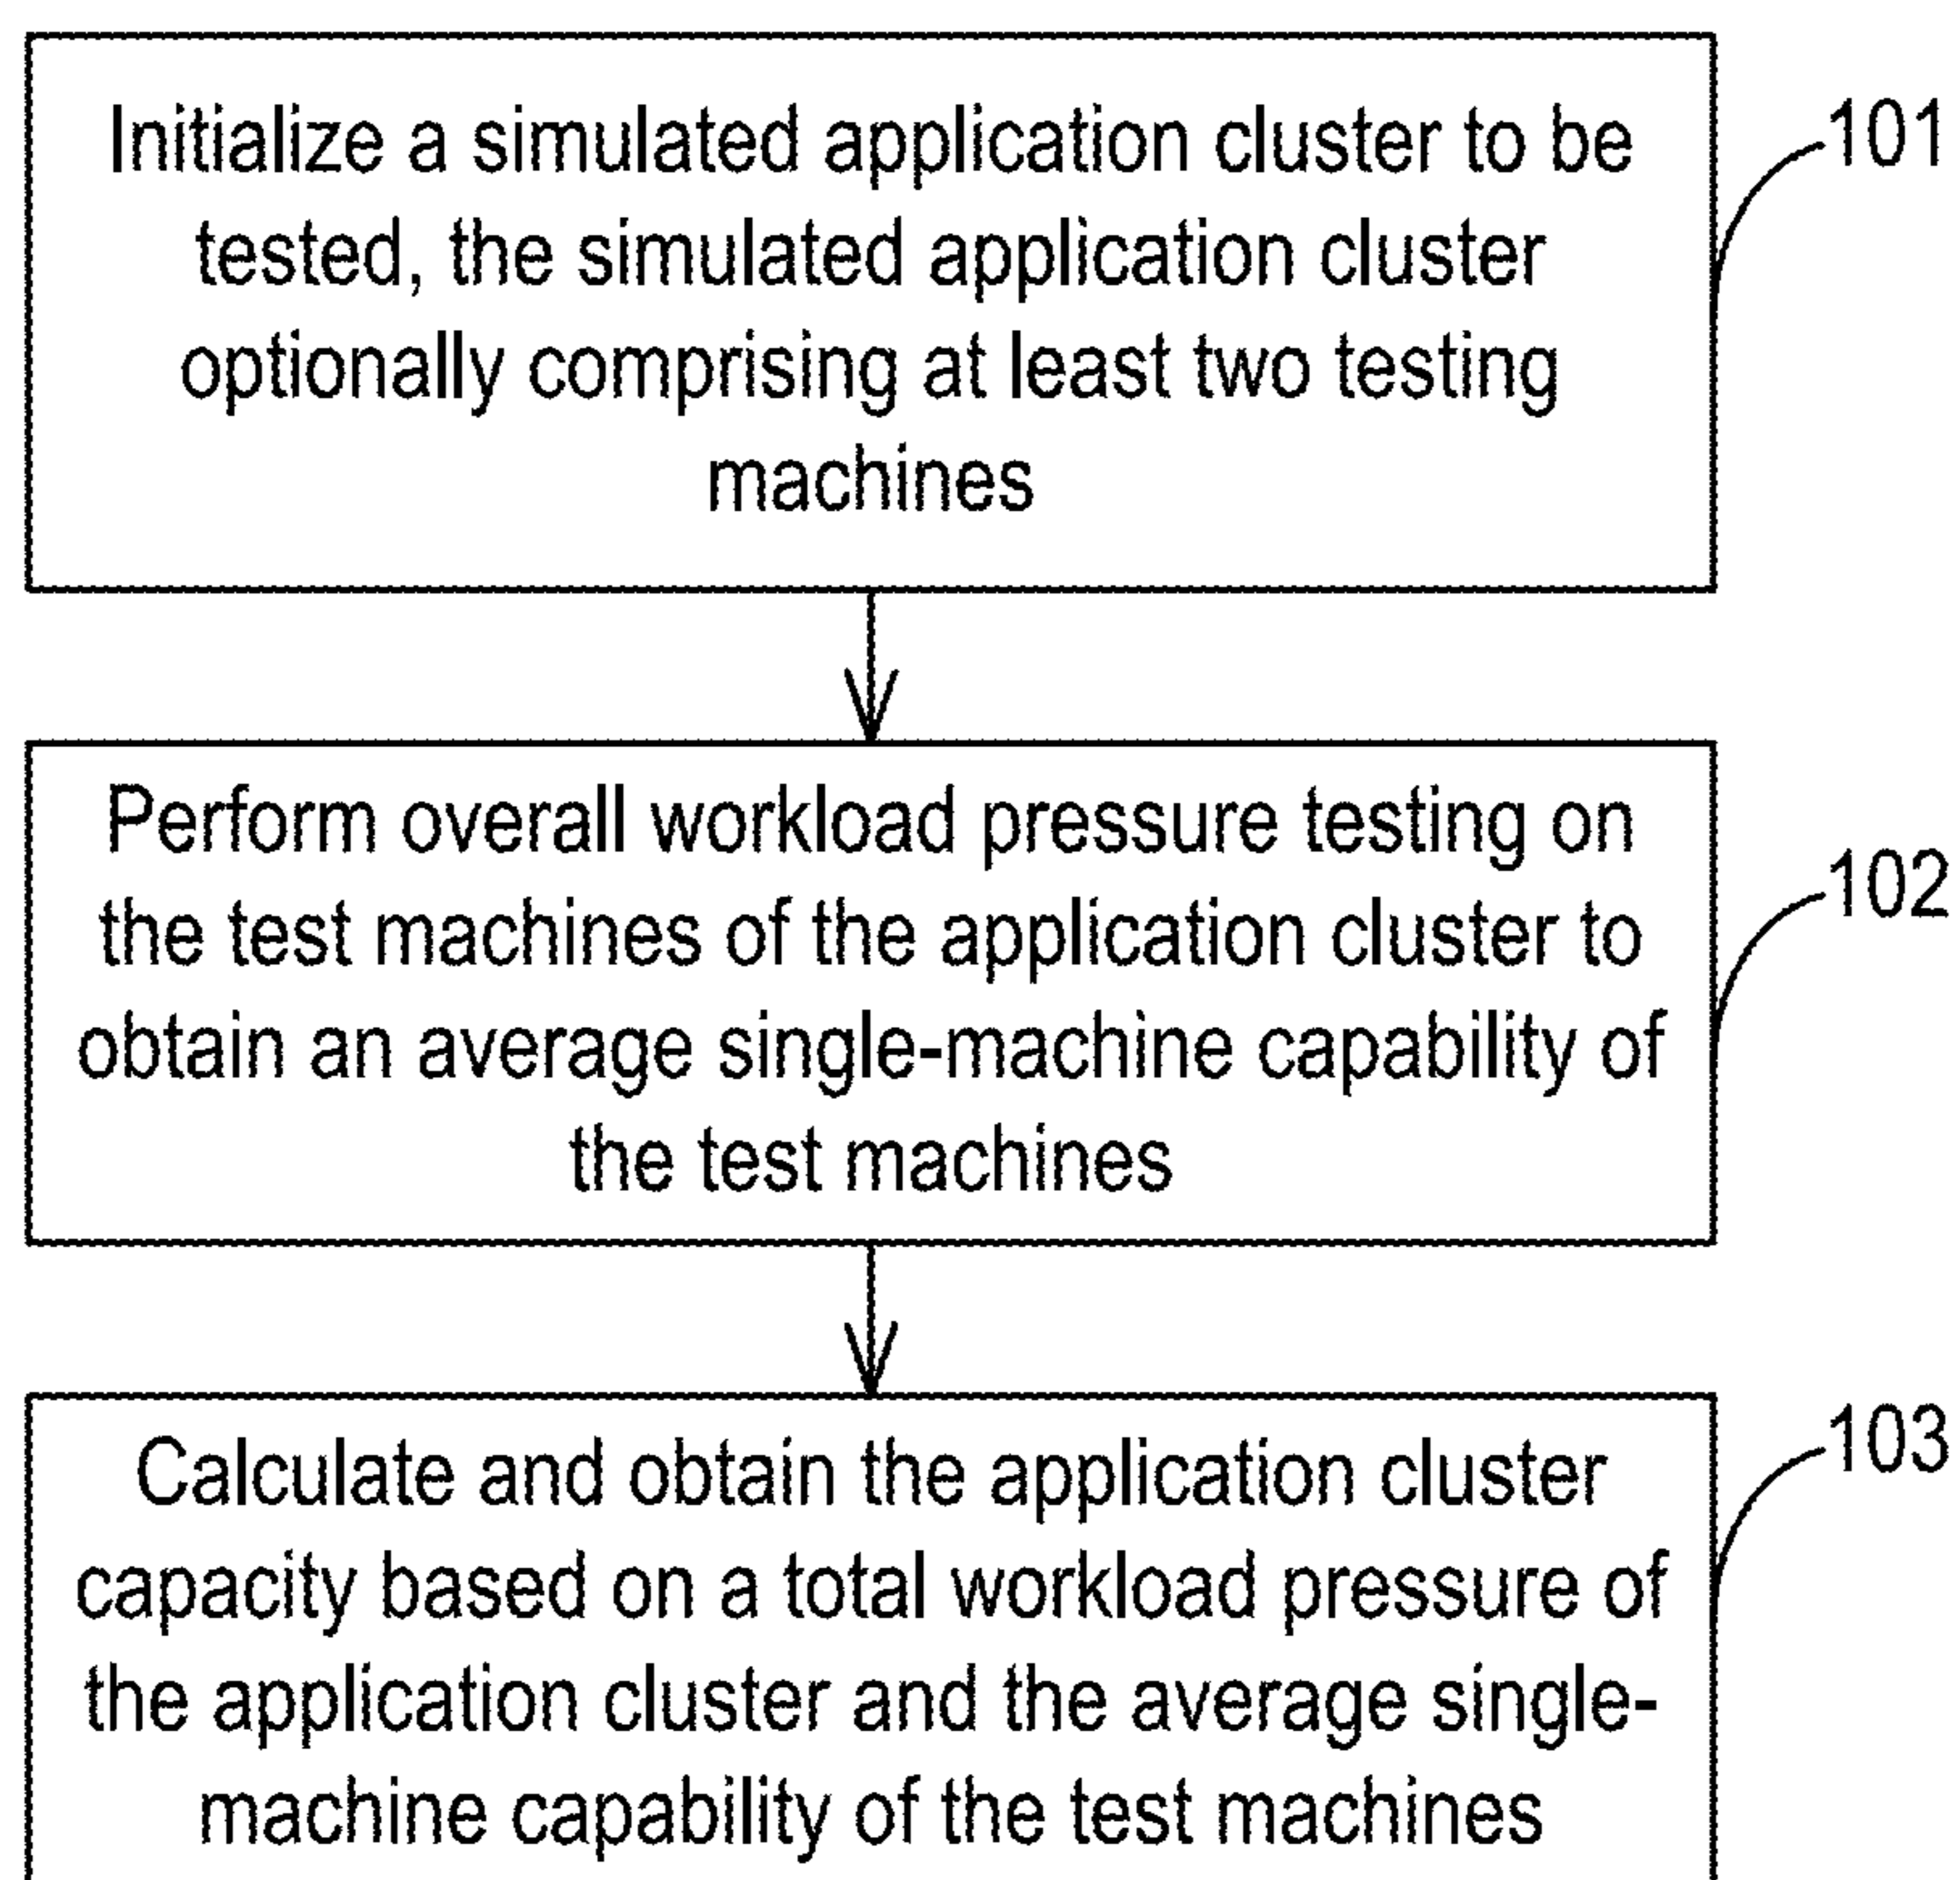 Initialize a simulated application cluster to be
tested, the simulated application cluster
optionally comprising at least two testing
machines
101
Perform overall workload pressure testing on
the test machines of the application cluster to
obtain an average single-machine capability of
the test machines
102
Calculate and obtain the application cluster
capacity based on a total workload pressure of
the application cluster and the average single-
machine capability of the test machines
103